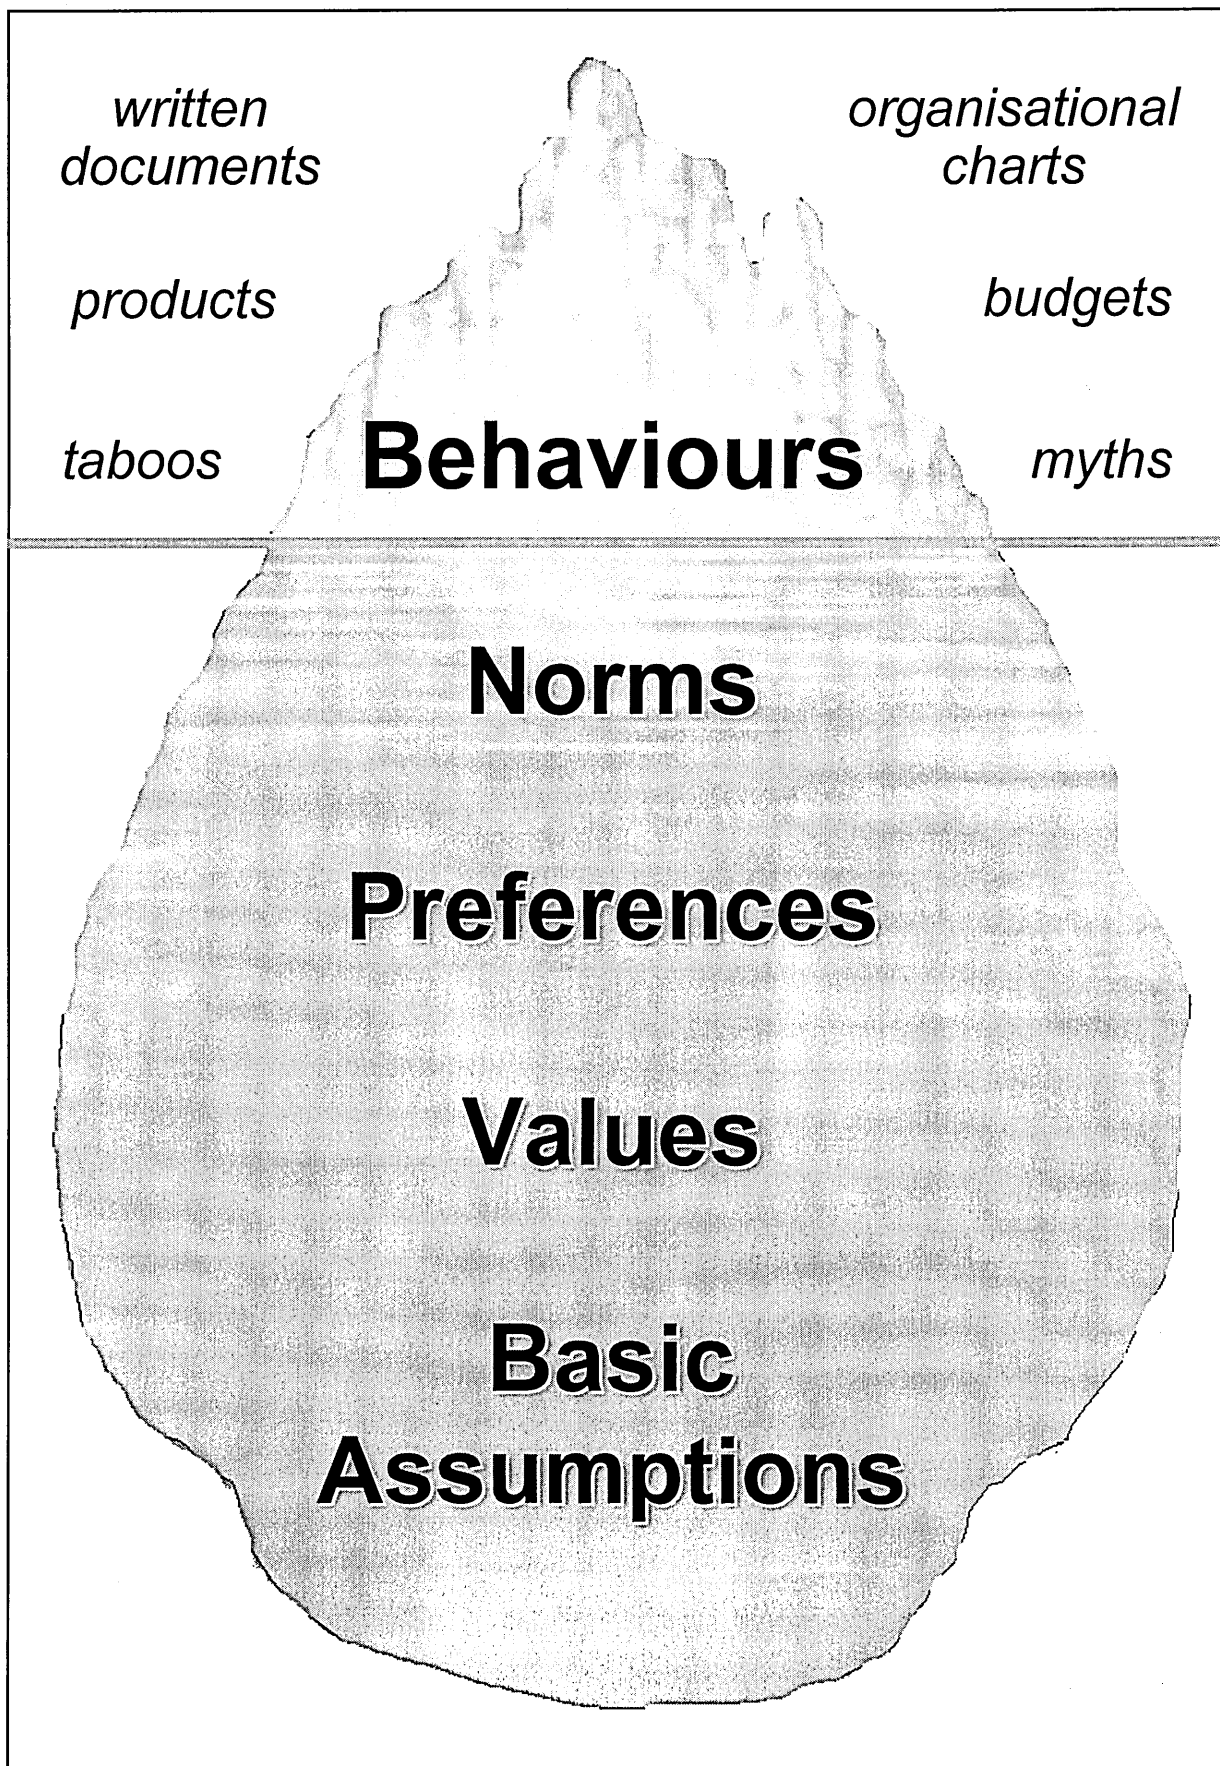 written
documents
organisational
charts
products
budgets
taboos
Behaviours
myths
Norms
Preferences
Values
Basic
Assumptions